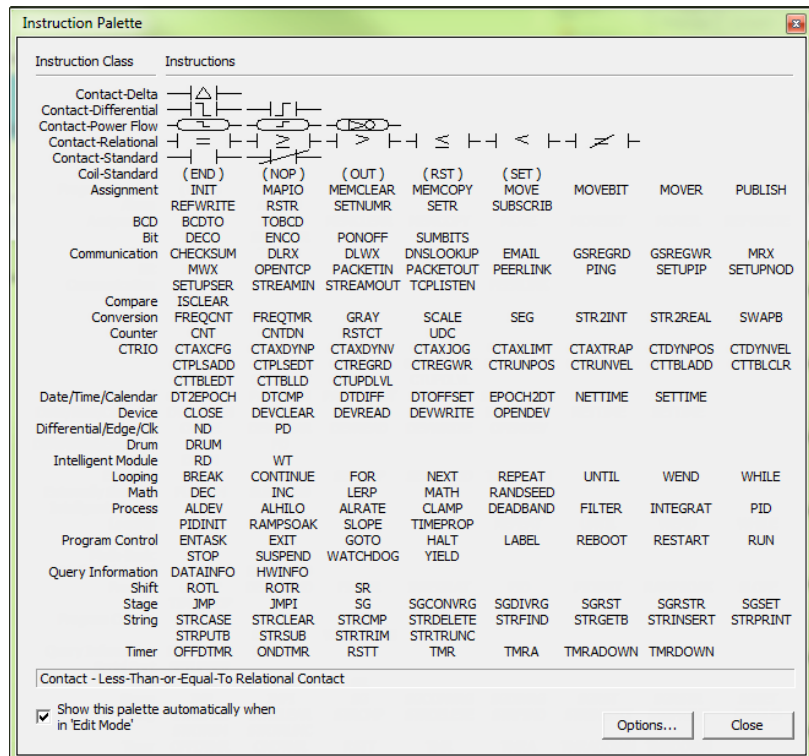 Instruction Palette
Instruction Class Instructions
Contact-Delta
Contact-Differential
Contact-Power Flow
Contact-Relational = ≥ > ≤ < ≠
Contact-Standard
Coil-Standard (END) (NOP) (OUT) (RST) (SET)
Assignment INIT MAPIO MEMCLEAR MEMCOPY MOVE MOVEBIT MOVER PUBLISH
REFWRITE RSTR SETNUMR SETR SUBSCRIB
BCD BCDTO TOBCD
Bit DECO ENCO PONOFF SUMBITS
Communication CHECKSUM DLRX DLWX DNSLOOKUP EMAIL GSREGRD GSREGWR MRX
MWX OPENTCP PACKETIN PACKETOUT PEERLINK PING SETUPIP SETUPNOD
SETUPSER STREAMIN STREAMOUT TCPLISTEN
Compare ISCLEAR
Conversion FREQCNT FREQTMR GRAY SCALE SEG STR2INT STR2REAL SWAPB
Counter CNT CNTDN RSTCT UDC
CTRIO CTAXCFG CTAXDYNP CTAXDYNV CTAXJOG CTAXLIMT CTAXTRAP CTDYNPOS CTDYNVEL
CTPLSADD CTPLSEDT CTREGRD CTREGWR CTRUNPOS CTRUNVEL CTTBLADD CTTBLCLR
CTTBLEDT CTTBLLD CTUPDLVL
Date/Time/Calendar DT2EPOCH DTCMP DTDIFF DTOFFSET EPOCH2DT NETTIME SETTIME
Device CLOSE DEVCLEAR DEVREAD DEVWRITE OPENDEV
Differential/Edge/Clk ND PD
Drum DRUM
Intelligent Module RD WT
Looping BREAK CONTINUE FOR NEXT REPEAT UNTIL WEND WHILE
Math DEC INC LERP MATH RANDSEED
Process ALDEV ALHILO ALRATE CLAMP DEADBAND FILTER INTEGRAT PID
PIDINIT RAMPSOAK SLOPE TIMEPROP
Program Control ENTASK EXIT GOTO HALT LABEL REBOOT RESTART RUN
STOP SUSPEND WATCHDOG YIELD
Query Information DATAINFO HWINFO
Shift ROTL ROTR SR
Stage JMP JMPI SG SGCONVRG SGDIVRG SGRST SGRSTR SGSET
String STRCASE STRCLEAR STRCMP STRDELETE STRFIND STRGETB STRINSERT STRPRINT
STRPUTB STRSUB STRTRIM STRTRUNC
Timer OFFDTMR ONDTMR RSTT TMR TMRA TMRADOWN TMRDOWN
Contact - Less-Than-or-Equal-To Relational Contact
Show this palette automatically when
in 'Edit Mode'
Options... Close